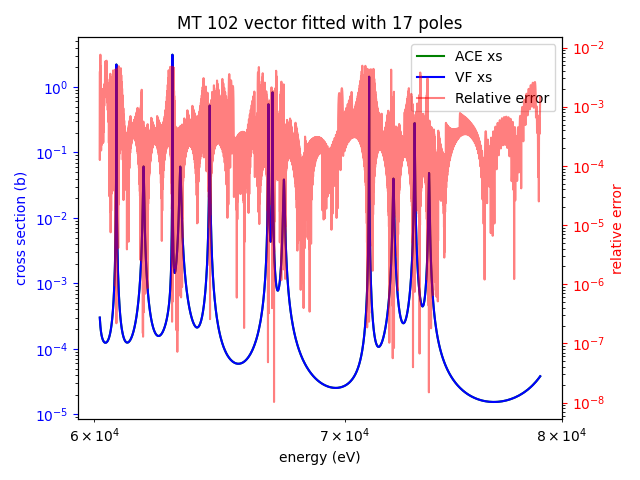 MT 102 vector fitted with 17 poles
ACE xs
VF xs
Relative error
10⁰
10⁻¹
10⁻²
10⁻³
10⁻⁴
10⁻⁵
cross section (b)
10⁻²
10⁻³
10⁻⁴
10⁻⁵
10⁻⁶
10⁻⁷
10⁻⁸
relative error
6 × 10⁴
7 × 10⁴
8 × 10⁴
energy (eV)